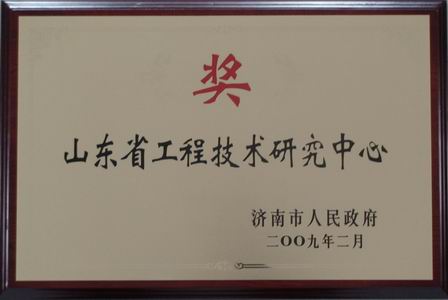 奖
山东省工程技术研究中心
济南市人民政府
二〇〇九年二月